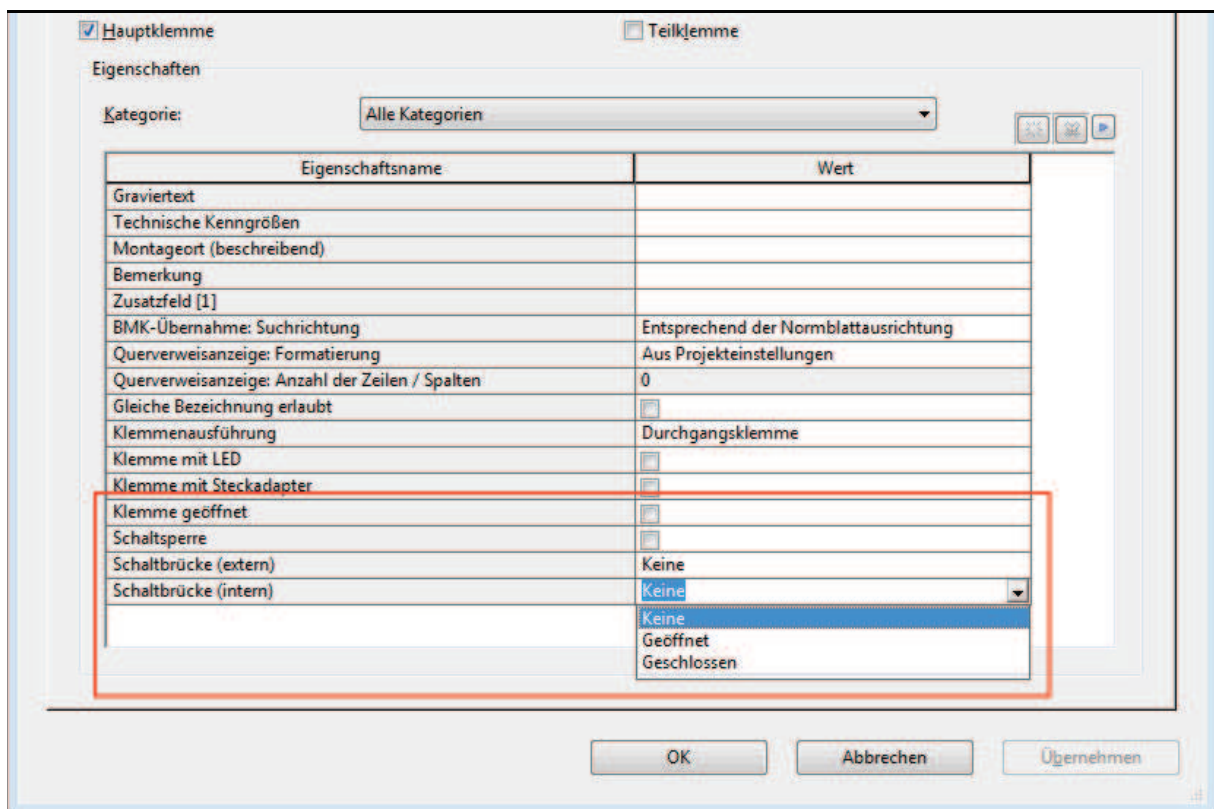 Hauptklemme Teilklemme
Eigenschaften
Kategorie: Alle Kategorien
Eigenschaftsname Wert
Graviertext
Technische Kenngrößen
Montageort (beschreibend)
Bemerkung
Zusatzfeld [1]
BMK-Übernahme: Suchrichtung Entsprechend der Normblattausrichtung
Querverweisanzeige: Formatierung Aus Projekteinstellungen
Querverweisanzeige: Anzahl der Zeilen / Spalten 0
Gleiche Bezeichnung erlaubt
Klemmenausführung Durchgangsklemme
Klemme mit LED
Klemme mit Steckadapter
Klemme geöffnet
Schaltsperre
Schaltbrücke (extern) Keine
Schaltbrücke (intern) Keine
Keine
Geöffnet
Geschlossen
OK Abbrechen Übernehmen